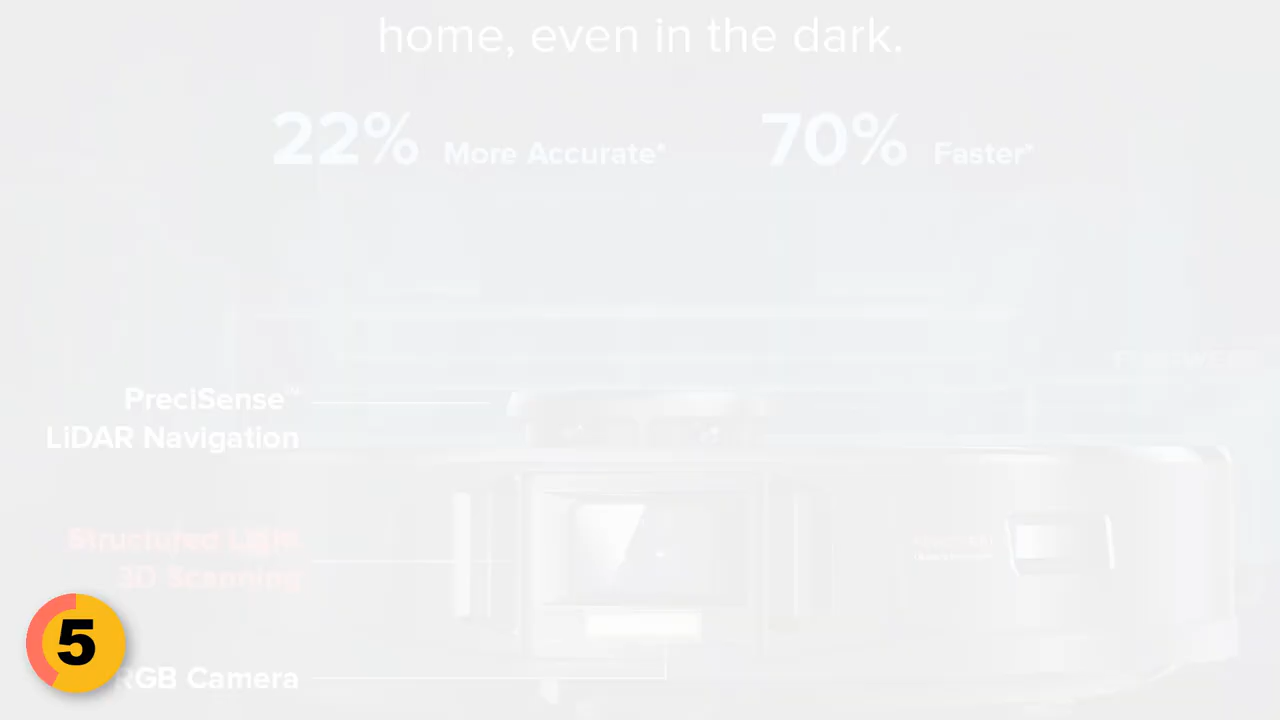 home, even in the dark.
22% More Accurate* 70% Faster*
PreciSense™
LiDAR Navigation
Structured Light
3D Scanning
RGB Camera
5